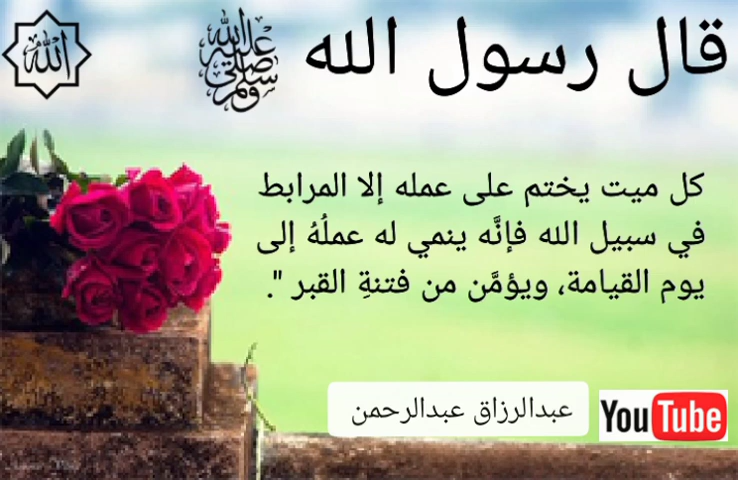 قال رسول الله ﷺ
الله
كل ميت يختم على عمله إلا المرابط
في سبيل الله فإنَّه ينمي له عملُهُ إلى
يوم القيامة، ويؤمَّن من فتنةِ القبر ".
عبدالرزاق عبدالرحمن
YouTube